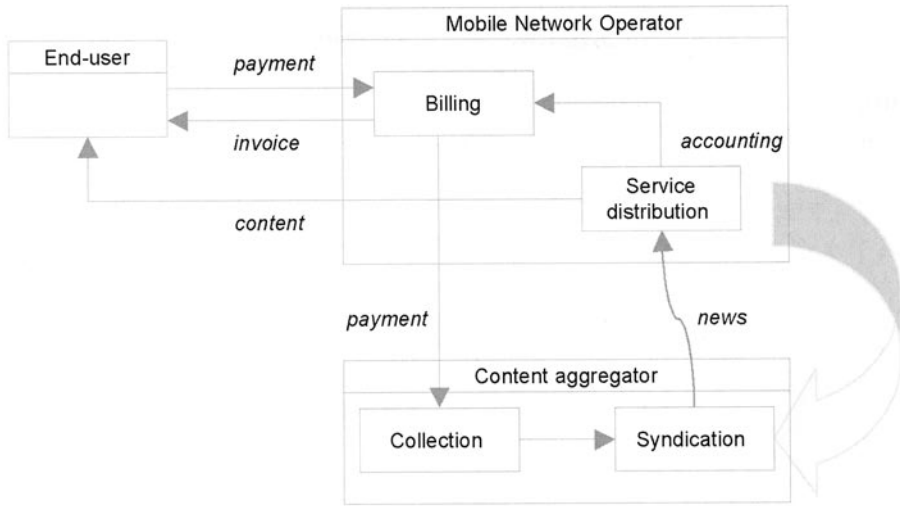 Mobile Network Operator
End-user
payment
Billing
invoice
accounting
Service
distribution
content
payment
news
Content aggregator
Collection
Syndication